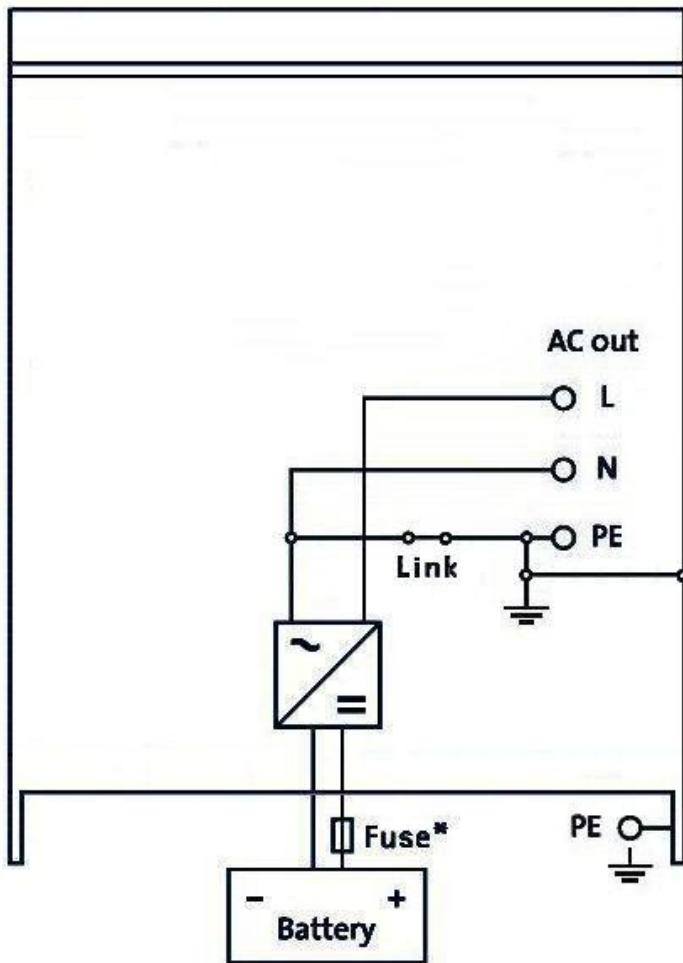 AC out
L
N
PE
Link
~
=
Fuse*
PE
- +
Battery